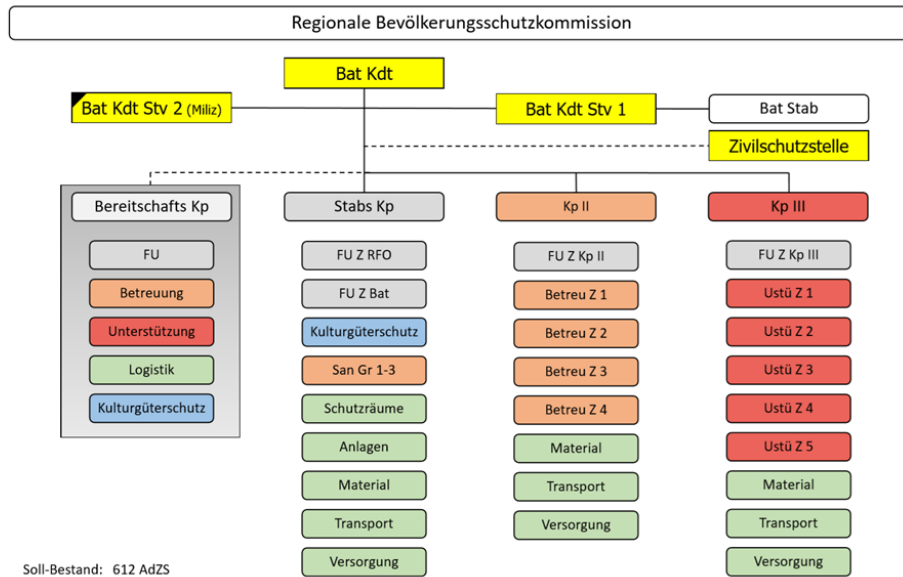 Regionale Bevölkerungsschutzkommission
Bat Kdt
Bat Kdt Stv 2 (Miliz)
Bat Kdt Stv 1
Bat Stab
Zivilschutzstelle
Bereitschafts Kp
FU
Betreuung
Unterstützung
Logistik
Kulturgüterschutz
Stabs Kp
FU Z RFO
FU Z Bat
Kulturgüterschutz
San Gr 1-3
Schutzräume
Anlagen
Material
Transport
Versorgung
Kp II
FU Z Kp II
Betreu Z 1
Betreu Z 2
Betreu Z 3
Betreu Z 4
Material
Transport
Versorgung
Kp III
FU Z Kp III
Ustü Z 1
Ustü Z 2
Ustü Z 3
Ustü Z 4
Ustü Z 5
Material
Transport
Versorgung
Soll-Bestand: 612 AdZS